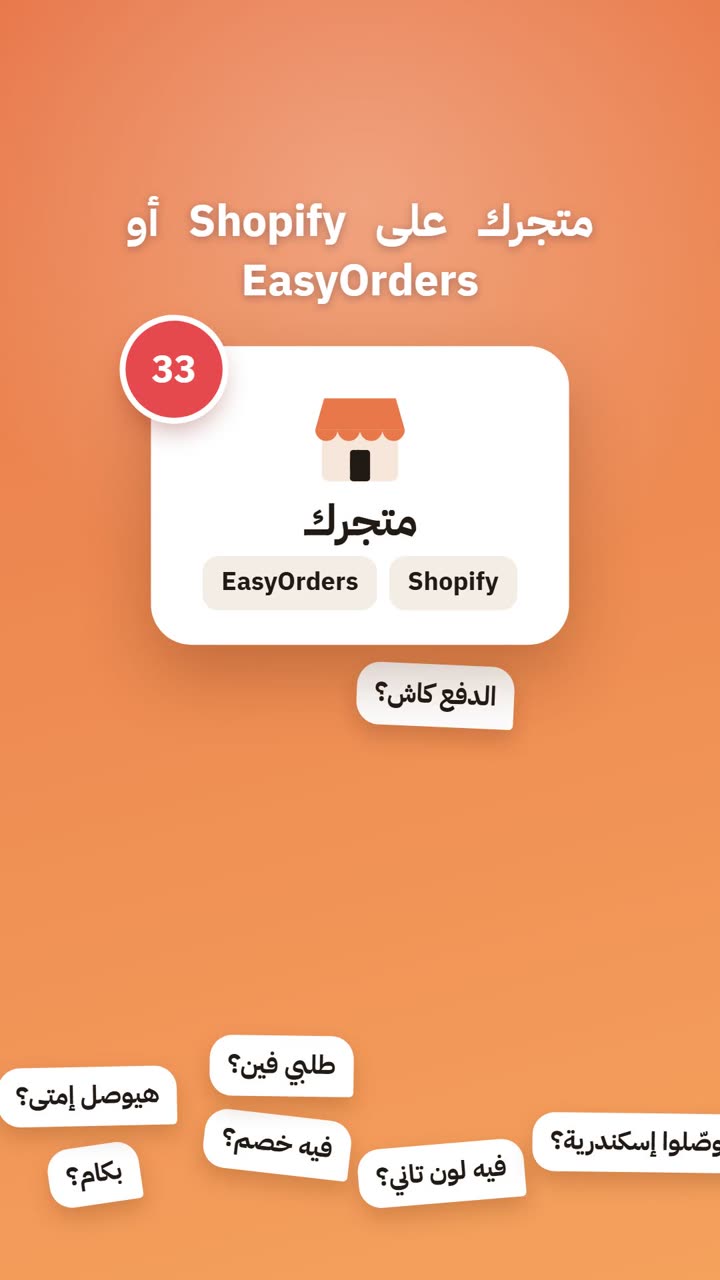 متجرك على Shopify أو
EasyOrders
33
متجرك
Shopify EasyOrders
الدفع كاش؟
طلبي فين؟
هيوصل إمتى؟
فيه خصم؟
وصّلوا إسكندرية؟
فيه لون تاني؟
بكام؟